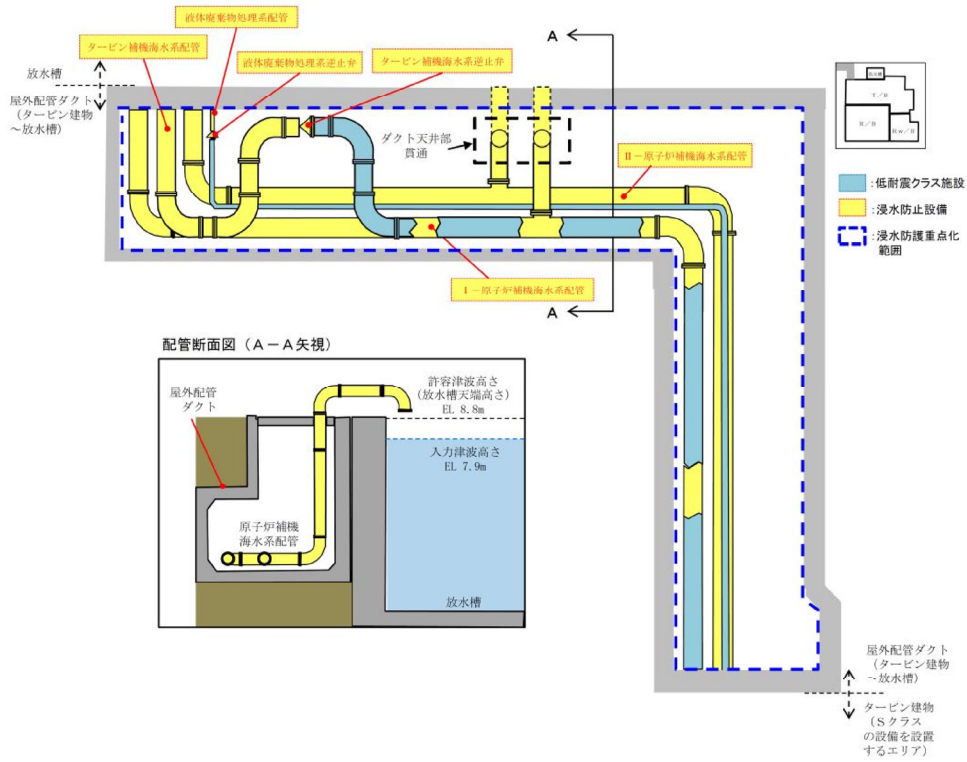 液体廃棄物処理系配管
タービン補機海水系配管
液体廃棄物処理系逆止弁
タービン補機海水系逆止弁
A
放水槽
屋外配管ダクト
(タービン建物
~放水槽)
ダクト天井部
貫通
放水槽
T/B
R/B
Rw/B
Ⅱ-原子炉補機海水系配管
:低耐震クラス施設
:浸水防止設備
:浸水防護重点化
範囲
Ⅰ-原子炉補機海水系配管
A
配管断面図(A-A矢視)
屋外配管
ダクト
許容津波高さ
(放水槽天端高さ)
EL 8.8m
入力津波高さ
EL 7.9m
原子炉補機
海水系配管
放水槽
屋外配管ダクト
(タービン建物
~放水槽)
タービン建物
(Sクラス
の設備を設置
するエリア)